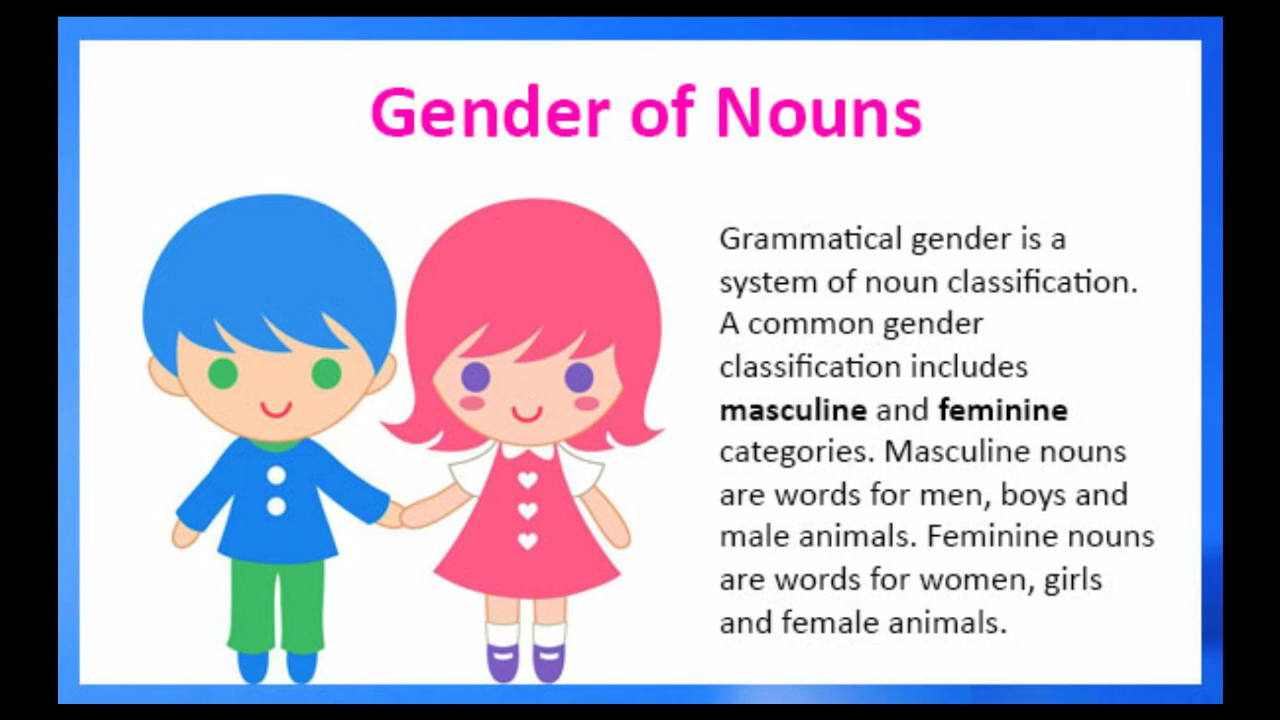 Gender of Nouns
Grammatical gender is a
system of noun classification.
A common gender
classification includes
masculine and feminine
categories. Masculine nouns
are words for men, boys and
male animals. Feminine nouns
are words for women, girls
and female animals.